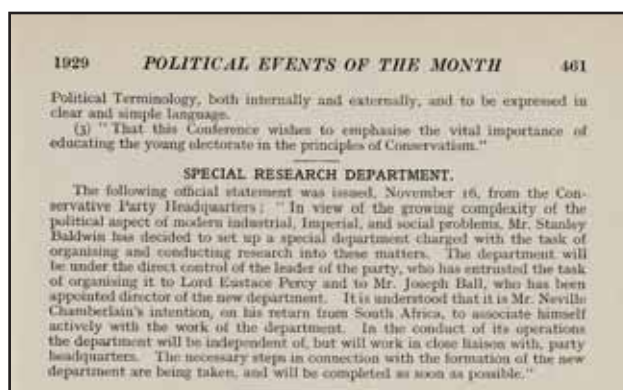 1929 POLITICAL EVENTS OF THE MONTH 461
Political Terminology, both internally and externally, and to be expressed in
clear and simple language.
(3) "That this Conference wishes to emphasise the vital importance of
educating the young electorate in the principles of Conservatism."
SPECIAL RESEARCH DEPARTMENT.
The following official statement was issued, November 16, from the Con-
servative Party Headquarters: "In view of the growing complexity of the
political aspect of modern industrial, Imperial, and social problems, Mr. Stanley
Baldwin has decided to set up a special department charged with the task of
organising and conducting research into these matters. The department will
be under the direct control of the leader of the party, who has entrusted the task
of organising it to Lord Eustace Percy and to Mr. Joseph Ball, who has been
appointed director of the new department. It is understood that it is Mr. Neville
Chamberlain's intention, on his return from South Africa, to associate himself
actively with the work of the department. In the conduct of its operations
the department will be independent of, but will work in close liaison with, party
headquarters. The necessary steps in connection with the formation of the new
department are being taken, and will be completed as soon as possible."